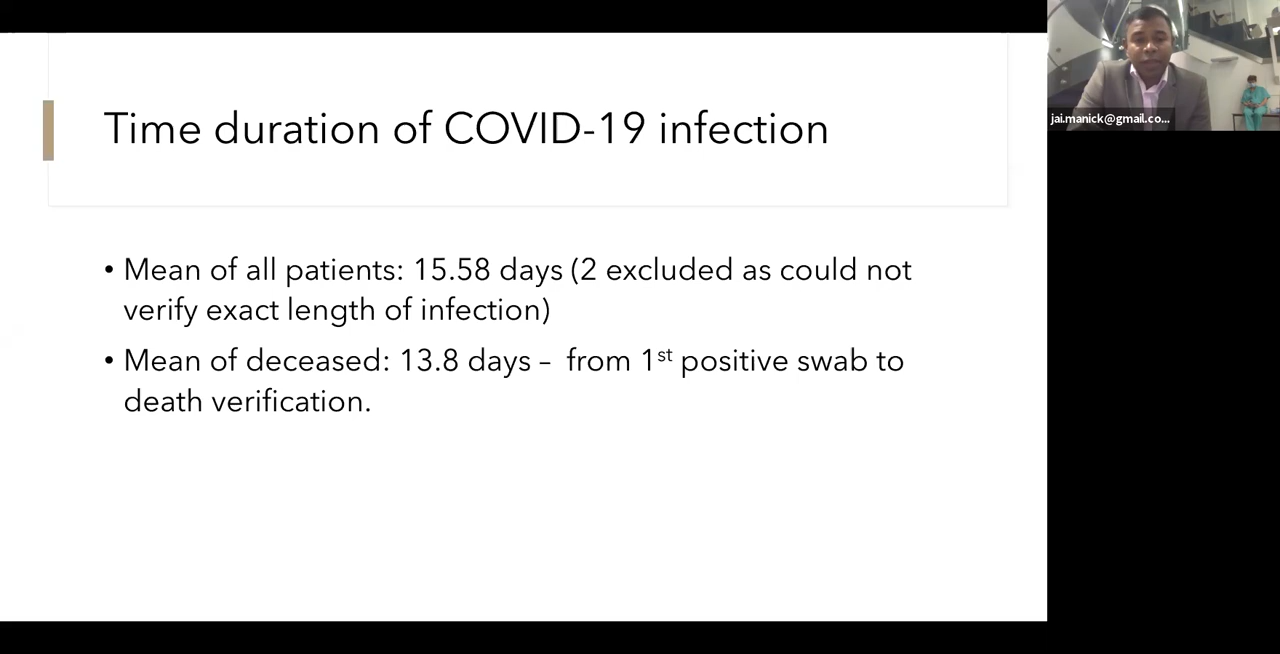 Time duration of COVID-19 infection
• Mean of all patients: 15.58 days (2 excluded as could not
verify exact length of infection)
• Mean of deceased: 13.8 days – from 1st positive swab to
death verification.
jai.manick@gmail.co...